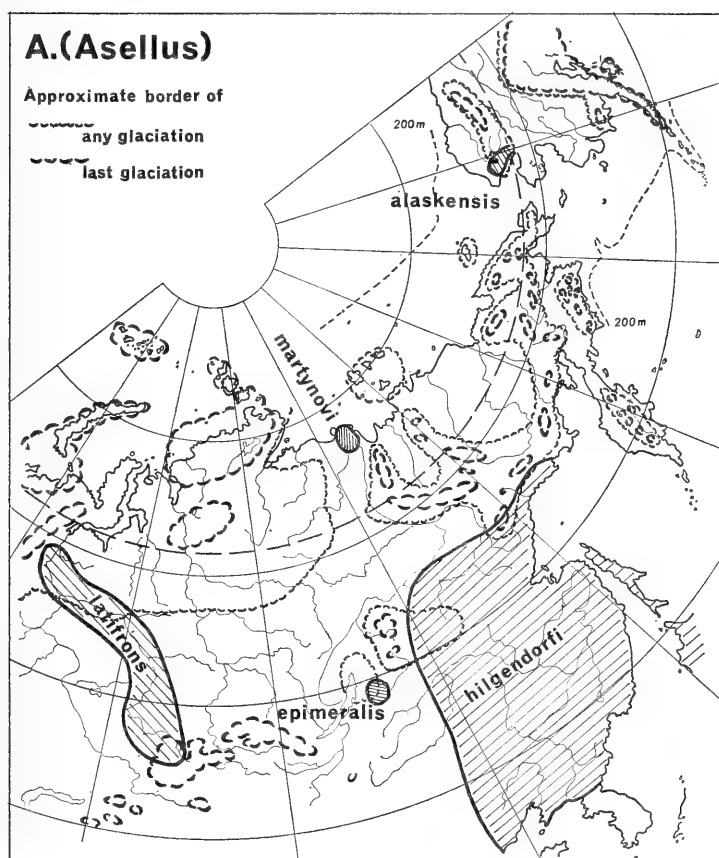 A.(Asellus)
Approximate border of
any glaciation
last glaciation
200m
alaskensis
200m
martynovi
latifrons
hilgendorfi
epimeralis